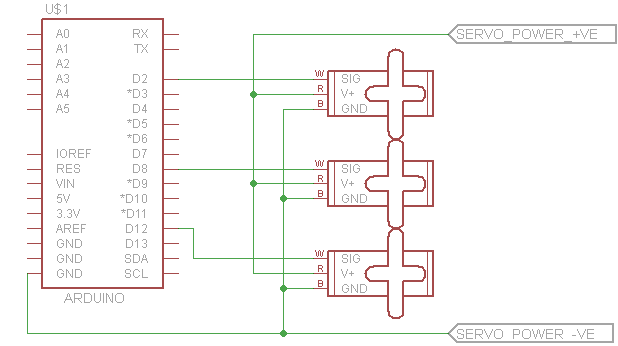 U$1
A0 RX
A1 TX
A2
A3 D2
A4 *D3
A5 D4
*D5
*D6
IOREF D7
RES D8
VIN *D9
5V *D10
3.3V *D11
AREF D12
GND D13
GND SDA
GND SCL
ARDUINO
SERVO_POWER_+VE
W SIG
R V+
B GND
W SIG
R V+
B GND
W SIG
R V+
B GND
SERVO_POWER_-VE